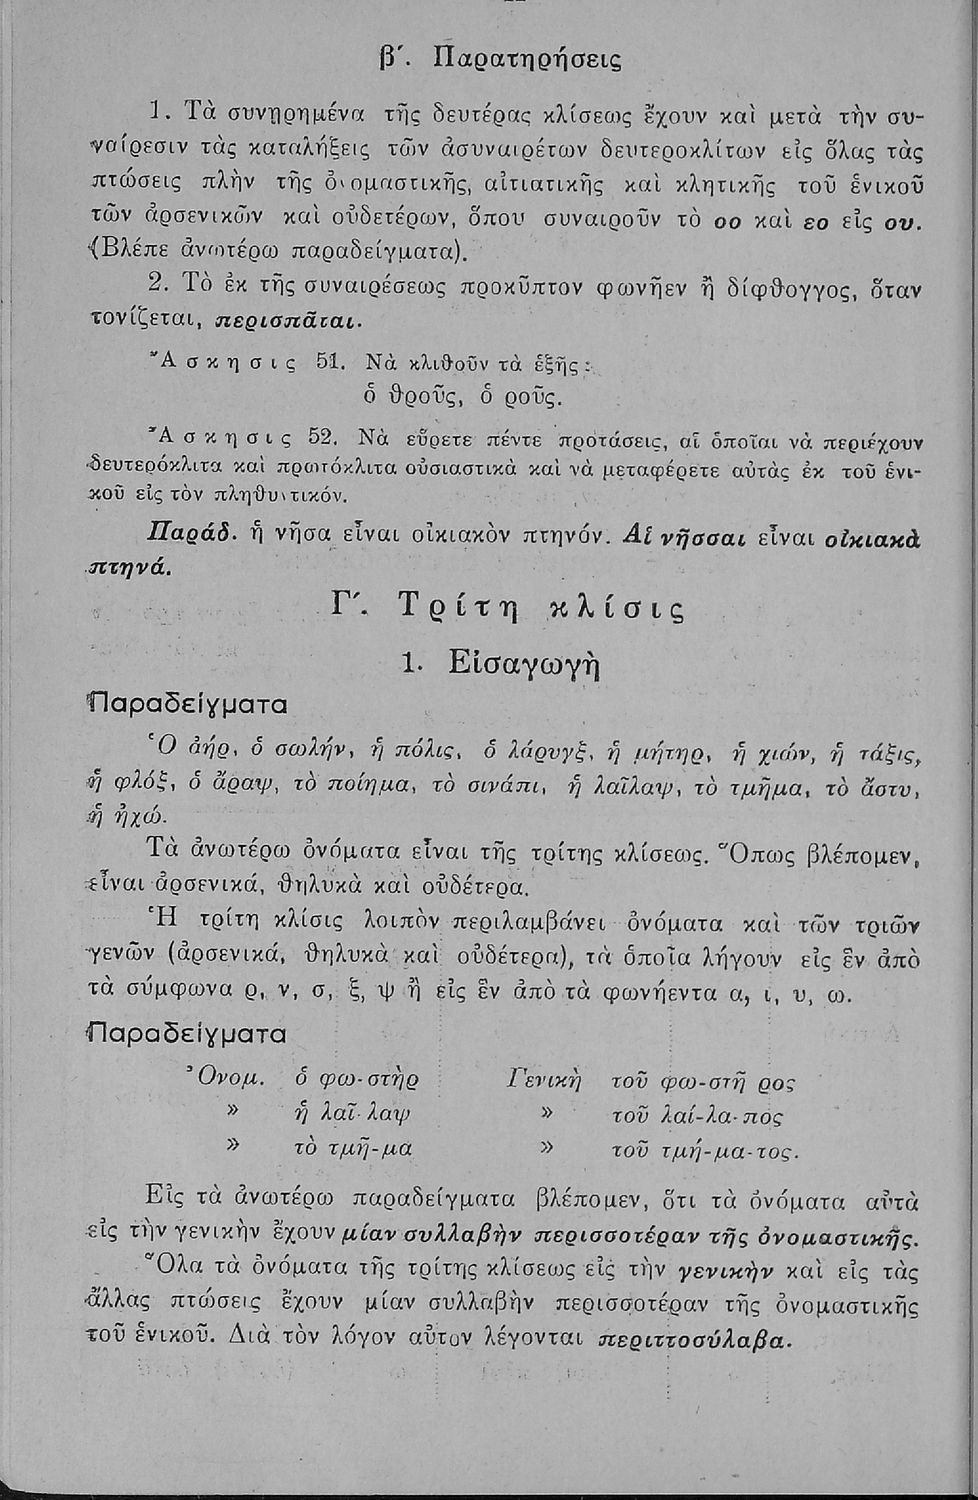 β΄. Παρατηρήσεις
1. Τὰ συνῃρημένα τῆς δευτέρας κλίσεως ἔχουν καὶ μετὰ τὴν συ-
ναίρεσιν τὰς καταλήξεις τῶν ἀσυναιρέτων δευτεροκλίτων εἰς ὅλας τὰς
πτώσεις πλὴν τῆς ὀνομαστικῆς, αἰτιατικῆς καὶ κλητικῆς τοῦ ἑνικοῦ
τῶν ἀρσενικῶν καὶ οὐδετέρων, ὅπου συναιροῦν τὸ οο καὶ εο εἰς ου.
(Βλέπε ἀνωτέρω παραδείγματα).
2. Τὸ ἐκ τῆς συναιρέσεως προκῦπτον φωνῆεν ἢ δίφθογγος, ὅταν
τονίζεται, περισπᾶται.
Ἄσκησις 51. Νὰ κλιθοῦν τὰ ἑξῆς:
ὁ θροῦς, ὁ ροῦς.
Ἄσκησις 52. Νὰ εὕρετε πέντε προτάσεις, αἱ ὁποῖαι νὰ περιέχουν
δευτερόκλιτα καὶ πρωτόκλιτα οὐσιαστικὰ καὶ νὰ μεταφέρετε αὐτὰς ἐκ τοῦ ἑνι-
κοῦ εἰς τὸν πληθυντικόν.
Παράδ. ἡ νῆσα εἶναι οἰκιακὸν πτηνόν. Αἱ νῆσσαι εἶναι οἰκιακὰ
πτηνά.
Γ΄. Τρίτη κλίσις
1. Εἰσαγωγὴ
Παραδείγματα
Ὁ ἀήρ, ὁ σωλήν, ἡ πόλις, ὁ λάρυγξ, ἡ μήτηρ, ἡ χιών, ἡ τάξις,
ἡ φλόξ, ὁ ἄραψ, τὸ ποίημα, τὸ σινάπι, ἡ λαῖλαψ, τὸ τμῆμα, τὸ ἄστυ,
ἡ ἠχώ.
Τὰ ἀνωτέρω ὀνόματα εἶναι τῆς τρίτης κλίσεως. Ὅπως βλέπομεν,
εἶναι ἀρσενικά, θηλυκὰ καὶ οὐδέτερα.
Ἡ τρίτη κλίσις λοιπὸν περιλαμβάνει ὀνόματα καὶ τῶν τριῶν
γενῶν (ἀρσενικά, θηλυκὰ καὶ οὐδέτερα), τὰ ὁποῖα λήγουν εἰς ἓν ἀπὸ
τὰ σύμφωνα ρ, ν, σ, ξ, ψ ἢ εἰς ἓν ἀπὸ τὰ φωνήεντα α, ι, υ, ω.
Παραδείγματα
Ὀνομ. ὁ φω-στὴρ Γενικὴ τοῦ φω-στῆ ρος
» ἡ λαῖ-λαψ » τοῦ λαί-λα-πος
» τὸ τμῆ-μα » τοῦ τμή-μα-τος.
Εἰς τὰ ἀνωτέρω παραδείγματα βλέπομεν, ὅτι τὰ ὀνόματα αὐτὰ
εἰς τὴν γενικὴν ἔχουν μίαν συλλαβὴν περισσοτέραν τῆς ὀνομαστικῆς.
Ὅλα τὰ ὀνόματα τῆς τρίτης κλίσεως εἰς τὴν γενικὴν καὶ εἰς τὰς
ἄλλας πτώσεις ἔχουν μίαν συλλαβὴν περισσοτέραν τῆς ὀνομαστικῆς
τοῦ ἑνικοῦ. Διὰ τὸν λόγον αὐτὸν λέγονται περιττοσύλαβα.